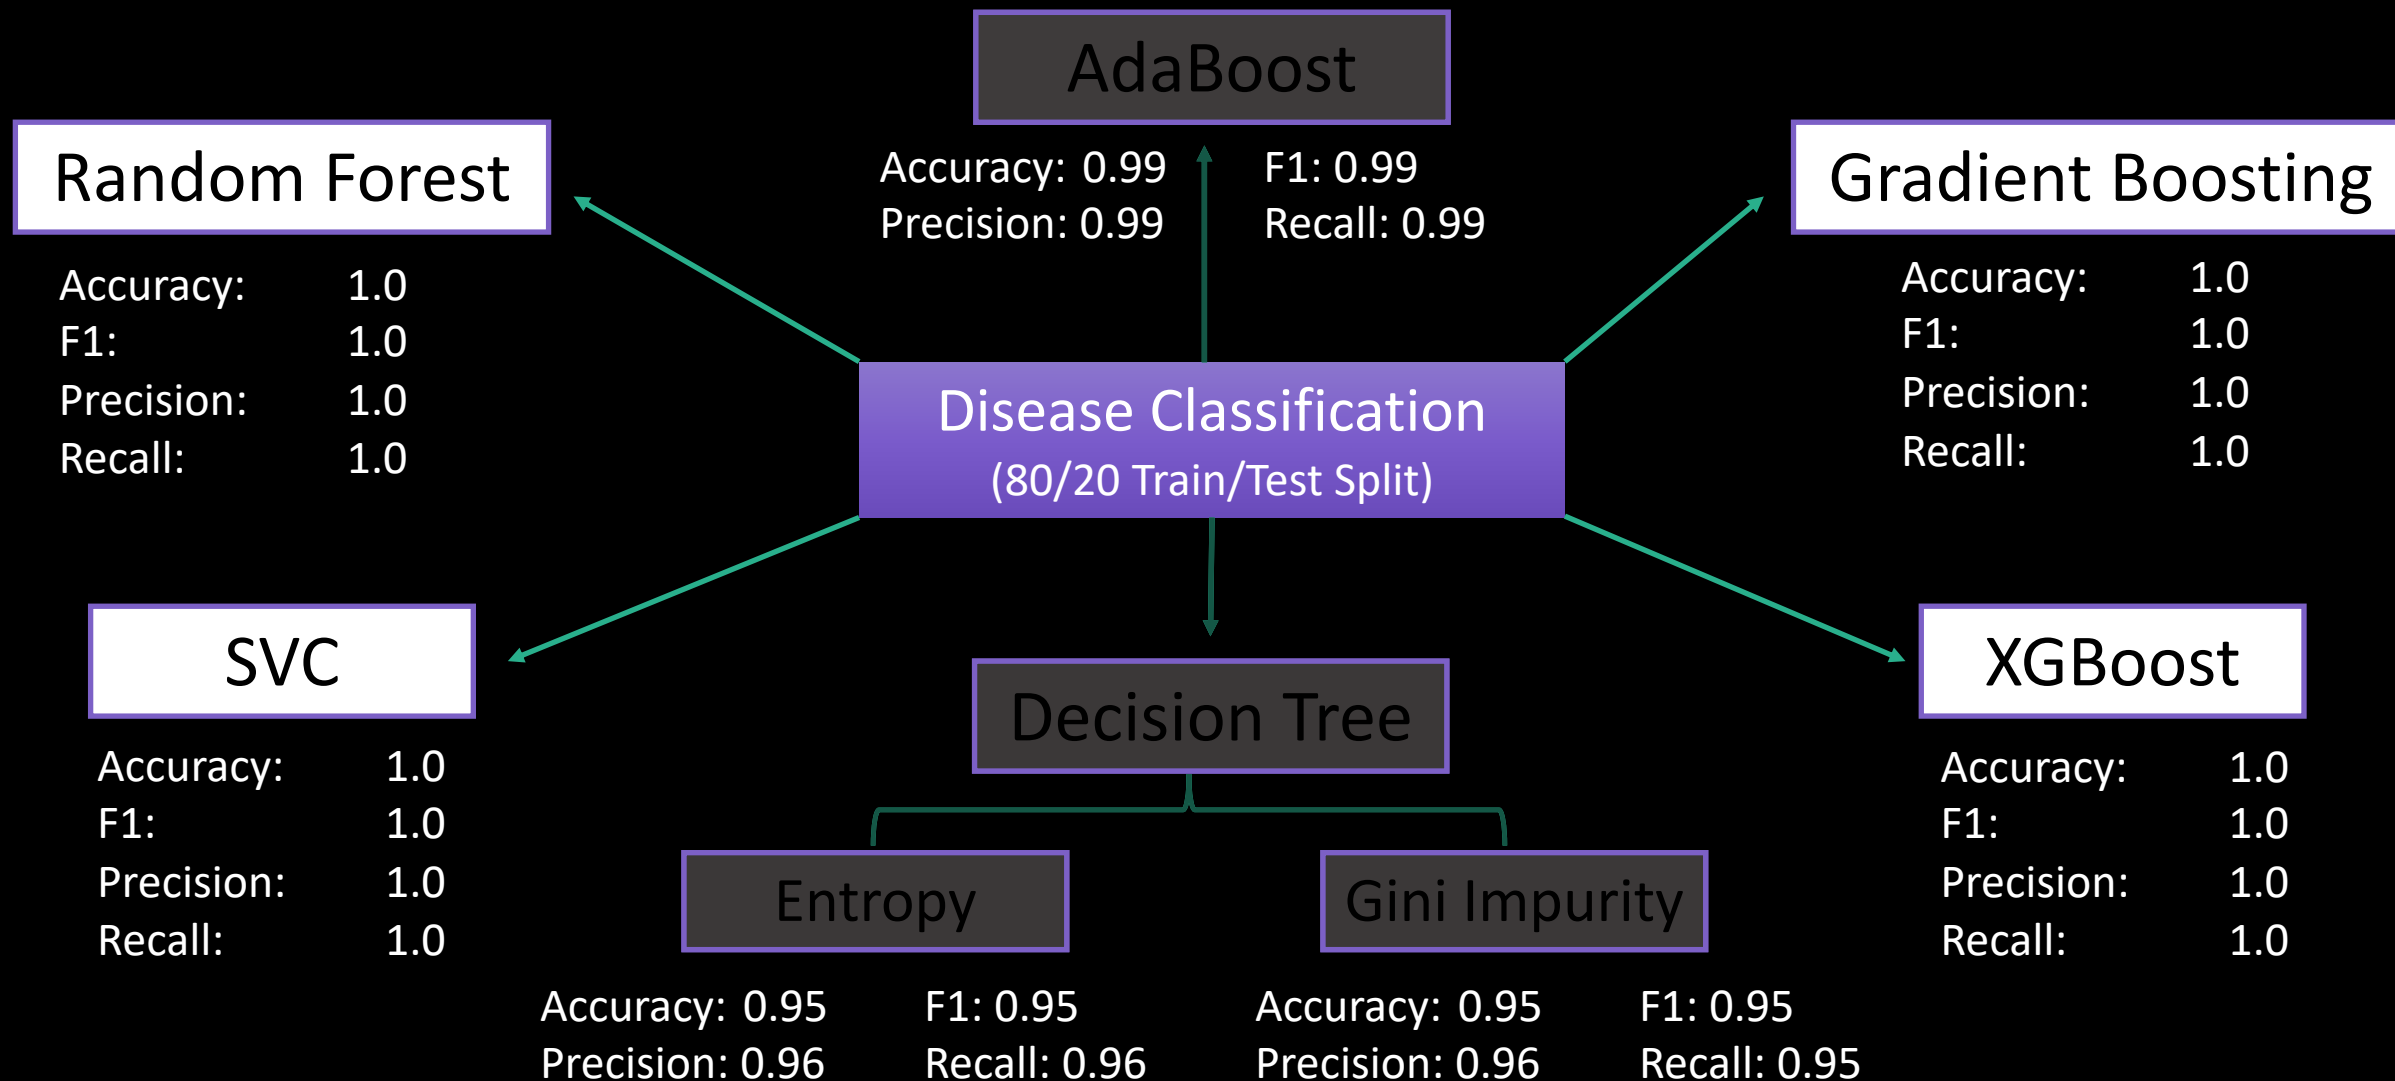 AdaBoost
Accuracy: 0.99 F1: 0.99
Precision: 0.99 Recall: 0.99
Random Forest
Accuracy: 1.0
F1: 1.0
Precision: 1.0
Recall: 1.0
Gradient Boosting
Accuracy: 1.0
F1: 1.0
Precision: 1.0
Recall: 1.0
Disease Classification
(80/20 Train/Test Split)
SVC
Accuracy: 1.0
F1: 1.0
Precision: 1.0
Recall: 1.0
Decision Tree
Entropy
Accuracy: 0.95 F1: 0.95
Precision: 0.96 Recall: 0.96
Gini Impurity
Accuracy: 0.95 F1: 0.95
Precision: 0.96 Recall: 0.95
XGBoost
Accuracy: 1.0
F1: 1.0
Precision: 1.0
Recall: 1.0